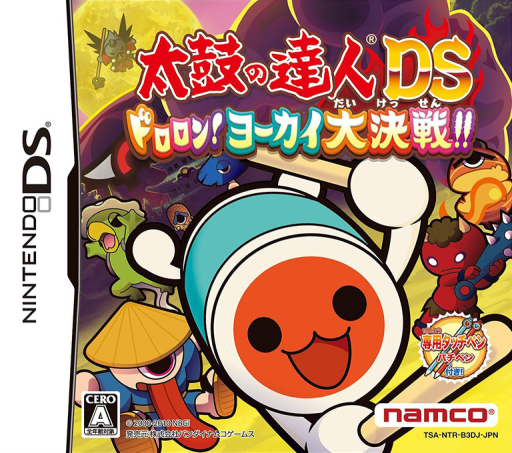 太鼓の達人® DS
だい けっ せん
ドロロン!ヨーカイ大決戦!!
NINTENDO DS®
専用タッチペン
バチペン
付き!
CERO
A
全年齢対象
© 2000-2010 NBGI
発売元:株式会社バンダイナムコゲームス
namco®
TSA-NTR-B3DJ-JPN